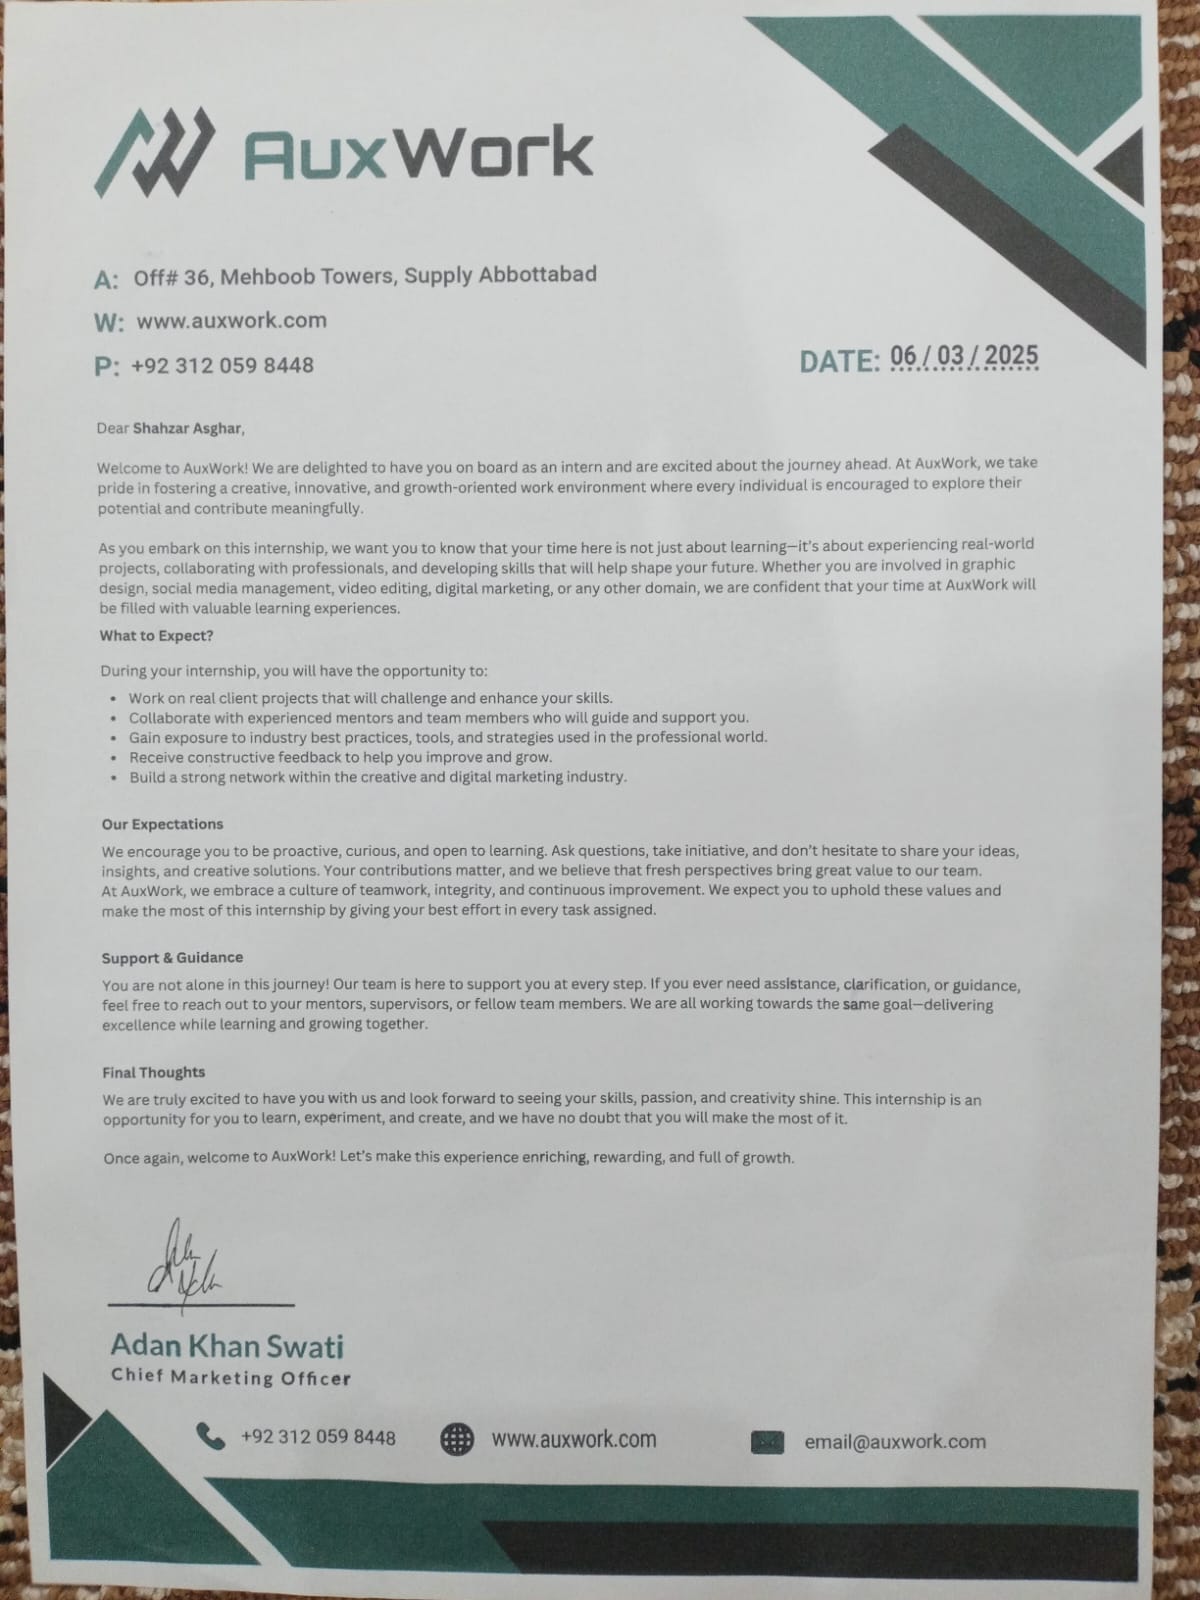 AuxWork
A: Off# 36, Mehboob Towers, Supply Abbottabad
W: www.auxwork.com
P: +92 312 059 8448
DATE: 06 / 03 / 2025
Dear Shahzar Asghar,
Welcome to AuxWork! We are delighted to have you on board as an intern and are excited about the journey ahead. At AuxWork, we take
pride in fostering a creative, innovative, and growth-oriented work environment where every individual is encouraged to explore their
potential and contribute meaningfully.
As you embark on this internship, we want you to know that your time here is not just about learning—it's about experiencing real-world
projects, collaborating with professionals, and developing skills that will help shape your future. Whether you are involved in graphic
design, social media management, video editing, digital marketing, or any other domain, we are confident that your time at AuxWork will
be filled with valuable learning experiences.
What to Expect?
During your internship, you will have the opportunity to:
• Work on real client projects that will challenge and enhance your skills.
• Collaborate with experienced mentors and team members who will guide and support you.
• Gain exposure to industry best practices, tools, and strategies used in the professional world.
• Receive constructive feedback to help you improve and grow.
• Build a strong network within the creative and digital marketing industry.
Our Expectations
We encourage you to be proactive, curious, and open to learning. Ask questions, take initiative, and don't hesitate to share your ideas,
insights, and creative solutions. Your contributions matter, and we believe that fresh perspectives bring great value to our team.
At AuxWork, we embrace a culture of teamwork, integrity, and continuous improvement. We expect you to uphold these values and
make the most of this internship by giving your best effort in every task assigned.
Support & Guidance
You are not alone in this journey! Our team is here to support you at every step. If you ever need assistance, clarification, or guidance,
feel free to reach out to your mentors, supervisors, or fellow team members. We are all working towards the same goal—delivering
excellence while learning and growing together.
Final Thoughts
We are truly excited to have you with us and look forward to seeing your skills, passion, and creativity shine. This internship is an
opportunity for you to learn, experiment, and create, and we have no doubt that you will make the most of it.
Once again, welcome to AuxWork! Let's make this experience enriching, rewarding, and full of growth.
Adan Khan Swati
Chief Marketing Officer
+92 312 059 8448
www.auxwork.com
email@auxwork.com